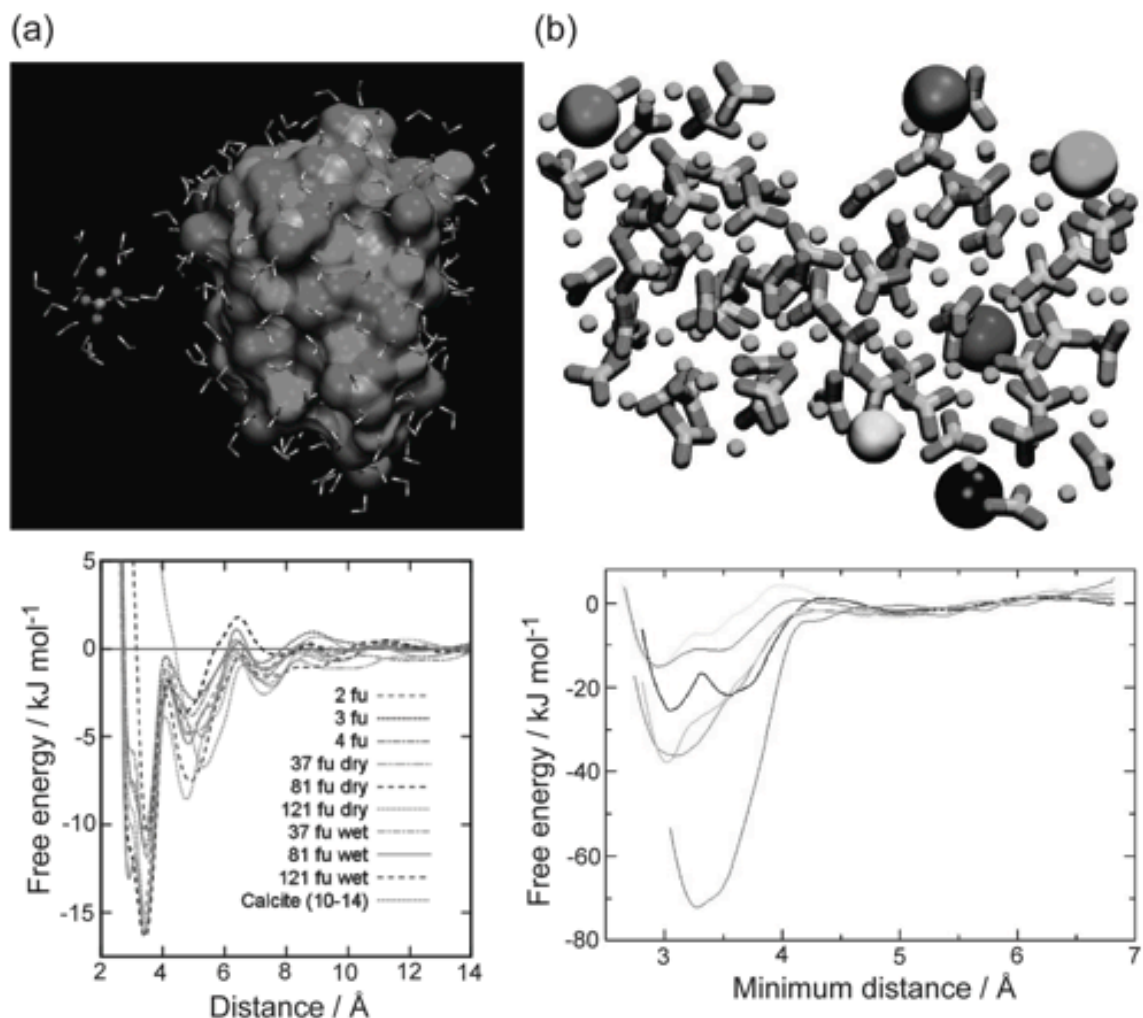 (a)
(b)
5
0
-5
-10
-15
Free energy / kJ mol-1
2 fu
3 fu
4 fu
37 fu dry
81 fu dry
121 fu dry
37 fu wet
81 fu wet
121 fu wet
Calcite (10-14)
2 4 6 8 10 12 14
Distance / Å
0
-20
-40
-60
-80
Free energy / kJ mol-1
3 4 5 6 7
Minimum distance / Å